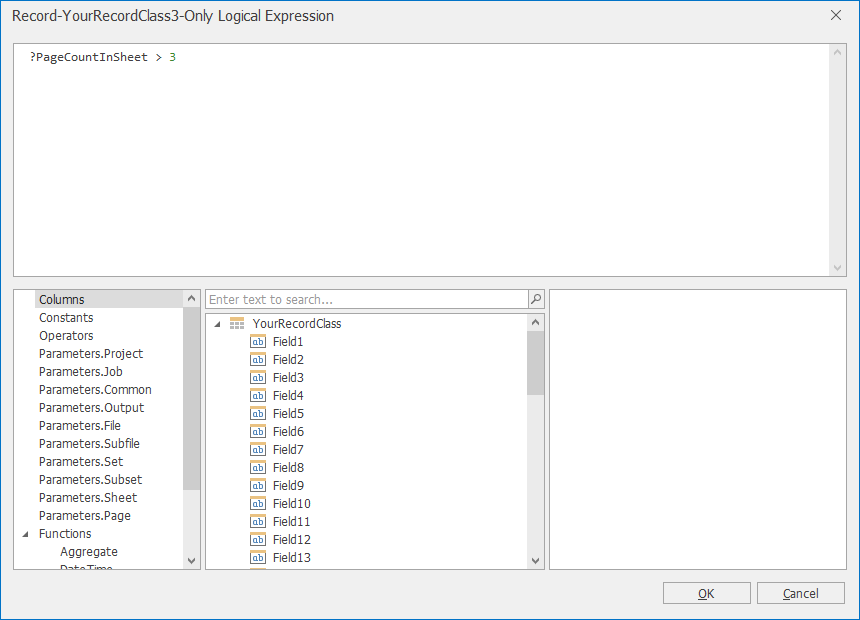 Record-YourRecordClass3-Only Logical Expression
?PageCountInSheet > 3
Columns
Constants
Operators
Parameters.Project
Parameters.Job
Parameters.Common
Parameters.Output
Parameters.File
Parameters.Subfile
Parameters.Set
Parameters.Subset
Parameters.Sheet
Parameters.Page
Functions
Aggregate
DateTime
Enter text to search...
YourRecordClass
ab Field1
ab Field2
ab Field3
ab Field4
ab Field5
ab Field6
ab Field7
ab Field8
ab Field9
ab Field10
ab Field11
ab Field12
ab Field13
OK
Cancel